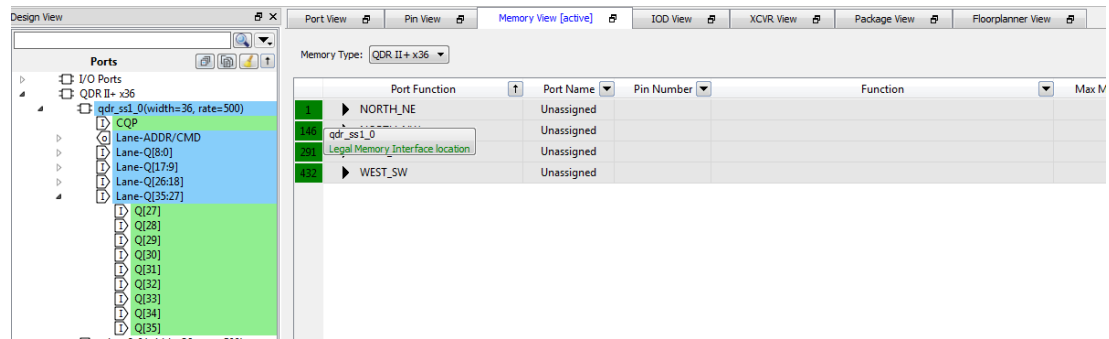 Design View
Ports
I/O Ports
QDR II+ x36
qdr_ss1_0(width=36, rate=500)
CQP
Lane-ADDR/CMD
Lane-Q[8:0]
Lane-Q[17:9]
Lane-Q[26:18]
Lane-Q[35:27]
Q[27]
Q[28]
Q[29]
Q[30]
Q[31]
Q[32]
Q[33]
Q[34]
Q[35]
Port View Pin View Memory View [active] IOD View XCVR View Package View Floorplanner View
Memory Type: QDR II+ x36
Port Function Port Name Pin Number Function Max M
1 NORTH_NE Unassigned
146 Unassigned
qdr_ss1_0
291 Legal Memory Interface location Unassigned
432 WEST_SW Unassigned